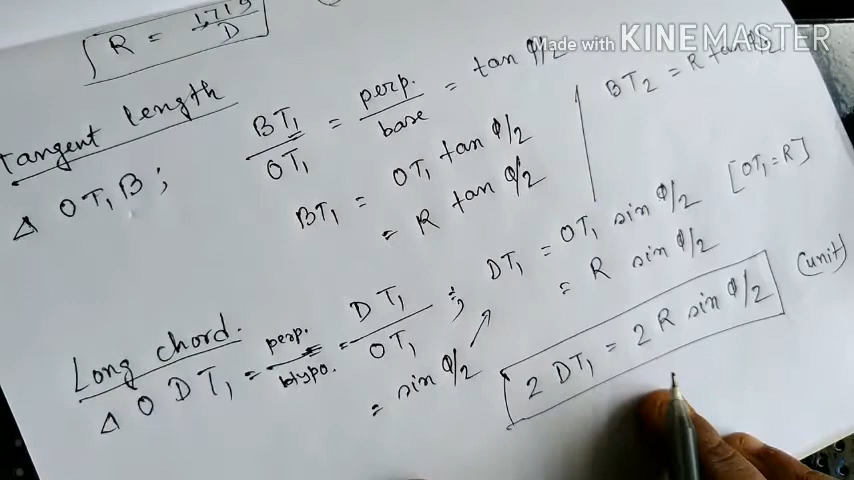 R = 1719/D
Made with KINEMASTER
Tangent length
Δ OT₁B ; BT₁/OT₁ = perp./base = tan φ/2
BT₁ = OT₁ tan φ/2
= R tan φ/2
BT₂ = R tan φ/2
Long chord.
Δ ODT₁ = perp./hypo. = DT₁/OT₁ ; DT₁ = OT₁ sin φ/2 [OT₁ = R]
= sin φ/2
= R sin φ/2
2 DT₁ = 2 R sin φ/2 (unit)